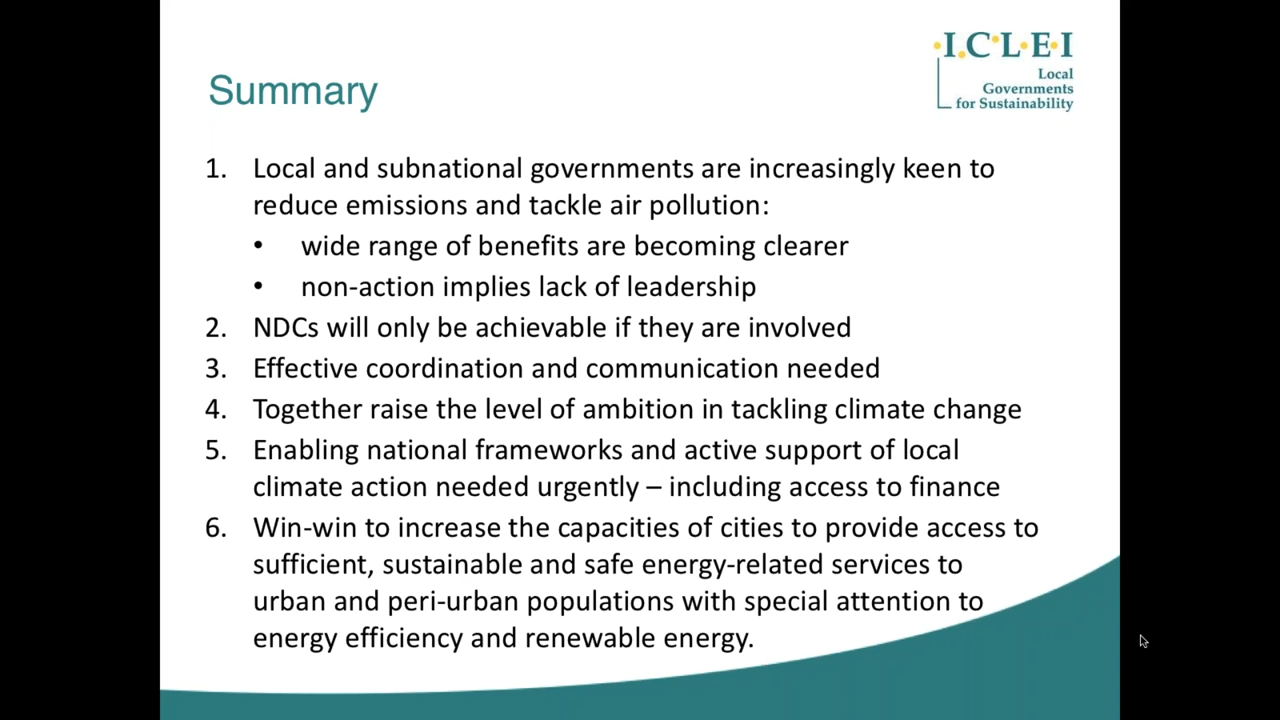 I.C.L.E.I
Local
Governments
for Sustainability
Summary
1. Local and subnational governments are increasingly keen to
reduce emissions and tackle air pollution:
• wide range of benefits are becoming clearer
• non-action implies lack of leadership
2. NDCs will only be achievable if they are involved
3. Effective coordination and communication needed
4. Together raise the level of ambition in tackling climate change
5. Enabling national frameworks and active support of local
climate action needed urgently – including access to finance
6. Win-win to increase the capacities of cities to provide access to
sufficient, sustainable and safe energy-related services to
urban and peri-urban populations with special attention to
energy efficiency and renewable energy.